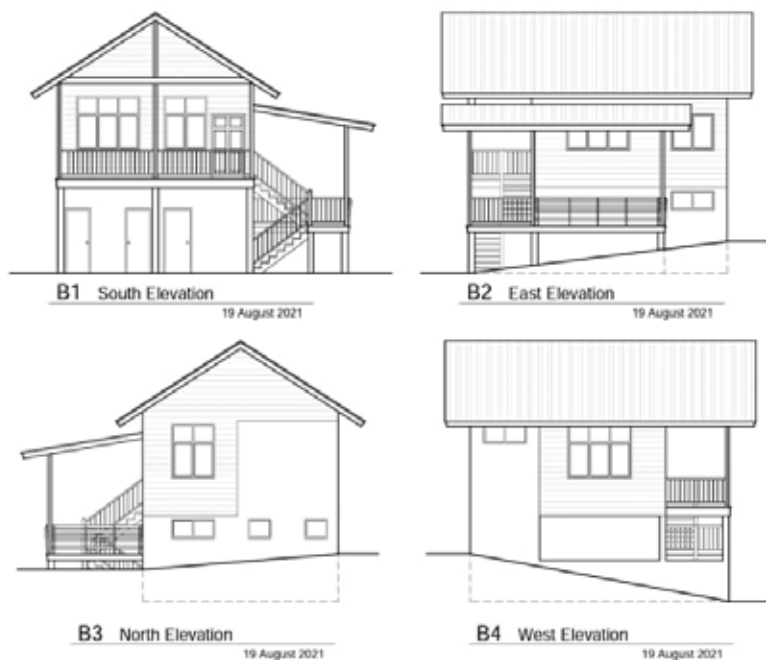 B1 South Elevation
19 August 2021
B2 East Elevation
19 August 2021
B3 North Elevation
19 August 2021
B4 West Elevation
19 August 2021